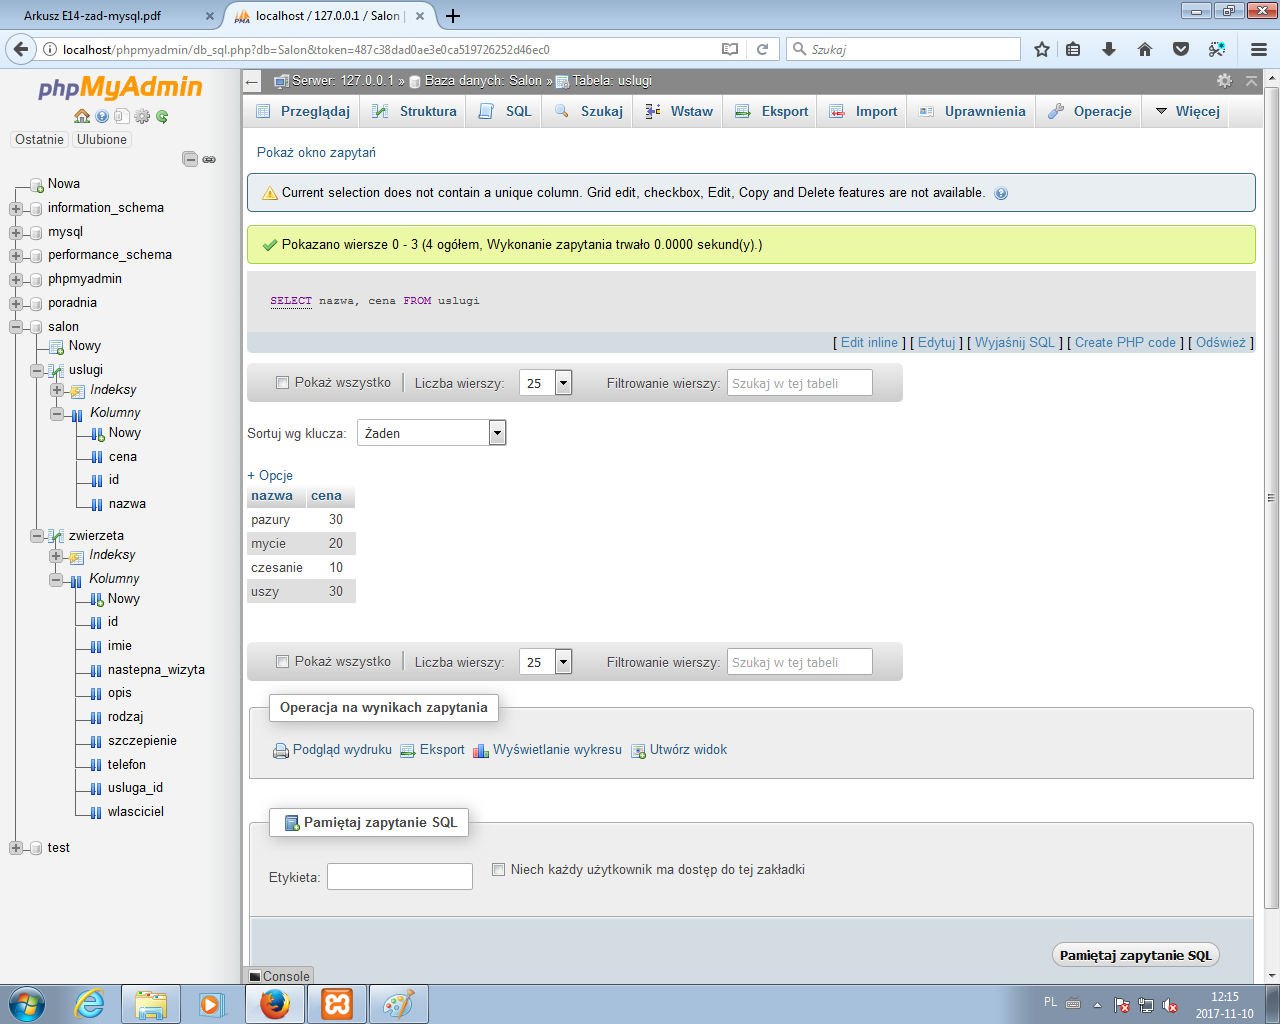 Arkusz E14-zad-mysql.pdf
localhost / 127.0.0.1 / Salon |
localhost/phpmyadmin/db_sql.php?db=Salon&token=487c38dad0ae3e0ca519726252d46ec0
Szukaj
phpMyAdmin
Ostatnie
Ulubione
Nowa
information_schema
mysql
performance_schema
phpmyadmin
poradnia
salon
Nowy
uslugi
Indeksy
Kolumny
Nowy
cena
id
nazwa
zwierzeta
Indeksy
Kolumny
Nowy
id
imie
nastepna_wizyta
opis
rodzaj
szczepienie
telefon
usluga_id
wlasciciel
test
Serwer: 127.0.0.1 » Baza danych: Salon » Tabela: uslugi
Przeglądaj Struktura SQL Szukaj Wstaw Eksport Import Uprawnienia Operacje Więcej
Pokaż okno zapytań
Current selection does not contain a unique column. Grid edit, checkbox, Edit, Copy and Delete features are not available.
Pokazano wiersze 0 - 3 (4 ogółem, Wykonanie zapytania trwało 0.0000 sekund(y).)
SELECT nazwa, cena FROM uslugi
[ Edit inline ] [ Edytuj ] [ Wyjaśnij SQL ] [ Create PHP code ] [ Odśwież ]
Pokaż wszystko Liczba wierszy: 25 Filtrowanie wierszy: Szukaj w tej tabeli
Sortuj wg klucza: Żaden
+ Opcje
nazwa cena
pazury 30
mycie 20
czesanie 10
uszy 30
Pokaż wszystko Liczba wierszy: 25 Filtrowanie wierszy: Szukaj w tej tabeli
Operacja na wynikach zapytania
Podgląd wydruku Eksport Wyświetlanie wykresu Utwórz widok
Pamiętaj zapytanie SQL
Etykieta:
Niech każdy użytkownik ma dostęp do tej zakładki
Pamiętaj zapytanie SQL
Console
PL
12:15
2017-11-10